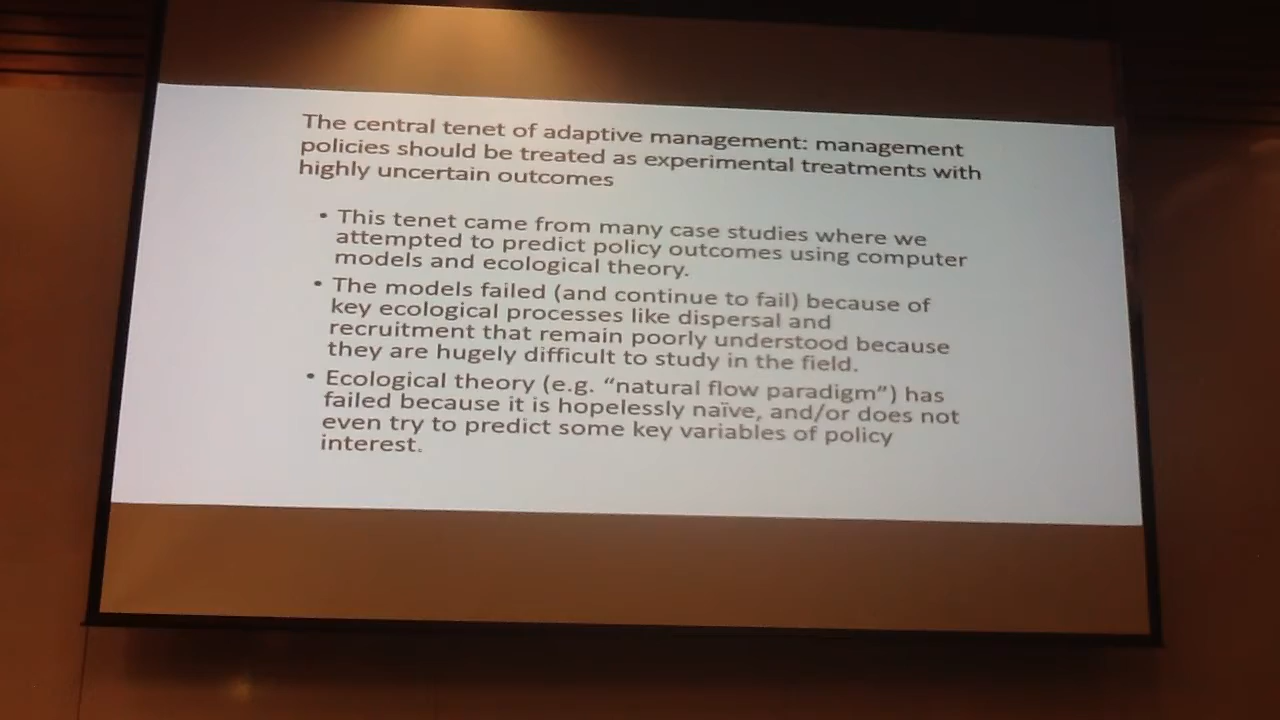 The central tenet of adaptive management: management
policies should be treated as experimental treatments with
highly uncertain outcomes
• This tenet came from many case studies where we
attempted to predict policy outcomes using computer
models and ecological theory.
• The models failed (and continue to fail) because of
key ecological processes like dispersal and
recruitment that remain poorly understood because
they are hugely difficult to study in the field.
• Ecological theory (e.g. “natural flow paradigm”) has
failed because it is hopelessly naïve, and/or does not
even try to predict some key variables of policy
interest.